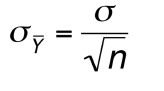 σ_Ȳ = σ / √n